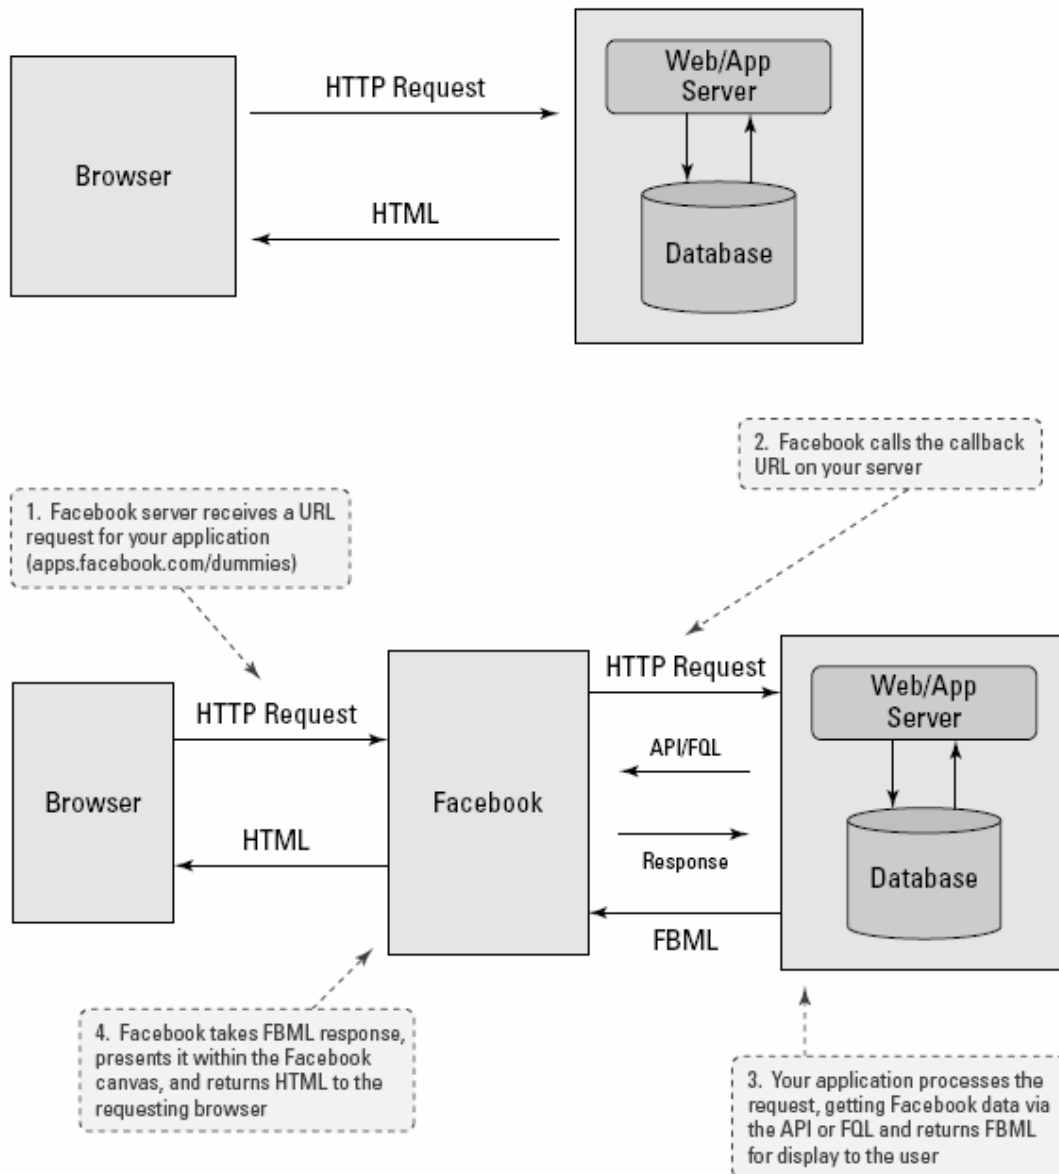 HTTP Request
Web/App
Server
Browser
HTML
Database
2. Facebook calls the callback
URL on your server
1. Facebook server receives a URL
request for your application
(apps.facebook.com/dummies)
HTTP Request
HTTP Request
Web/App
Server
API/FQL
Browser
Facebook
HTML
Response
Database
FBML
4. Facebook takes FBML response,
presents it within the Facebook
canvas, and returns HTML to the
requesting browser
3. Your application processes the
request, getting Facebook data via
the API or FQL and returns FBML
for display to the user